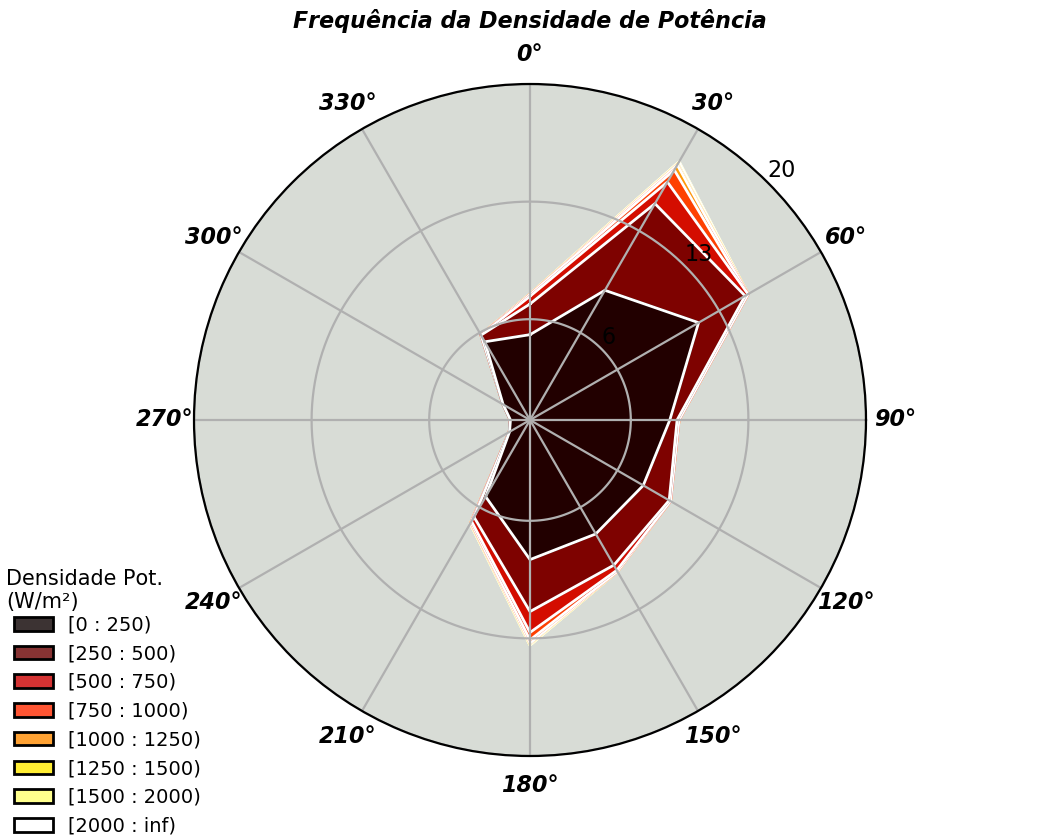 Frequência da Densidade de Potência
0°
330°
30°
20
300°
60°
13
6
270°
90°
240°
120°
210°
150°
180°
Densidade Pot.
(W/m²)
[0 : 250)
[250 : 500)
[500 : 750)
[750 : 1000)
[1000 : 1250)
[1250 : 1500)
[1500 : 2000)
[2000 : inf)